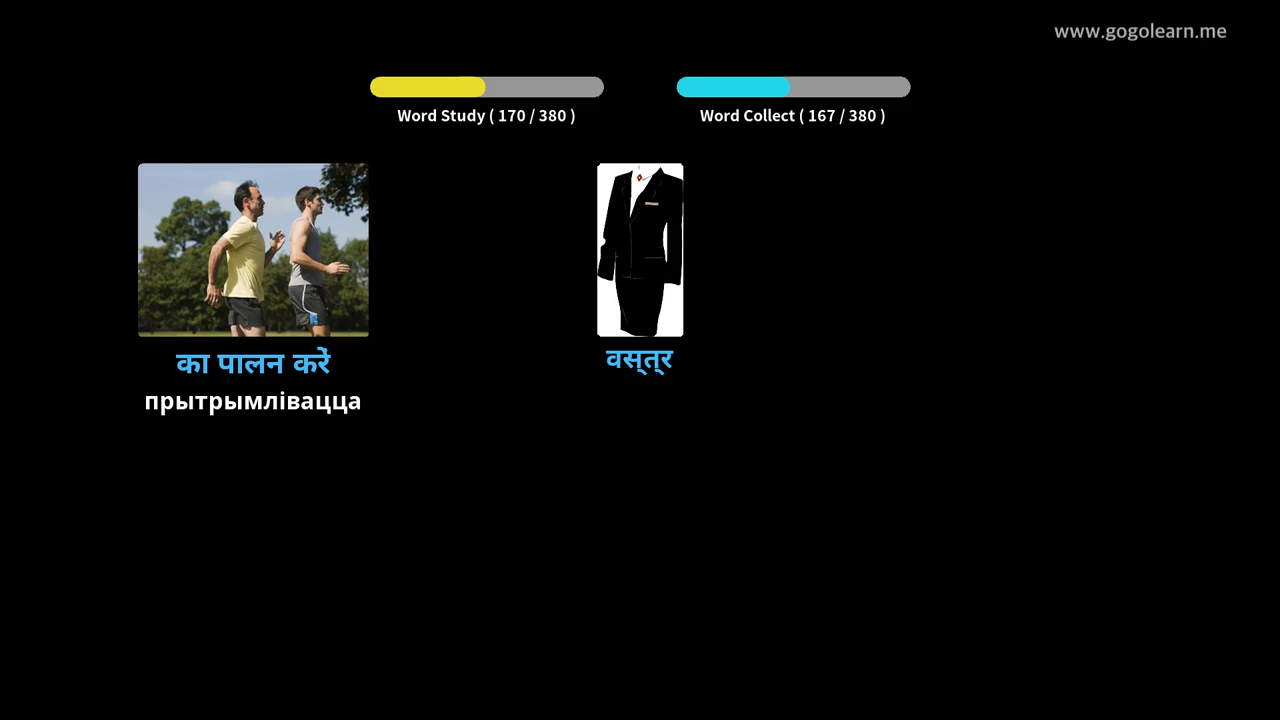 www.gogolearn.me
Word Study ( 170 / 380 )
Word Collect ( 167 / 380 )
का पालन करें
прытрымлівацца
वस्त्र